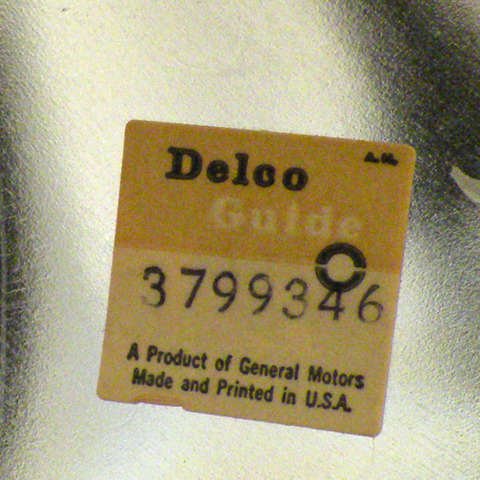 Delco
Guide
3799346
A Product of General Motors
Made and Printed in U.S.A.